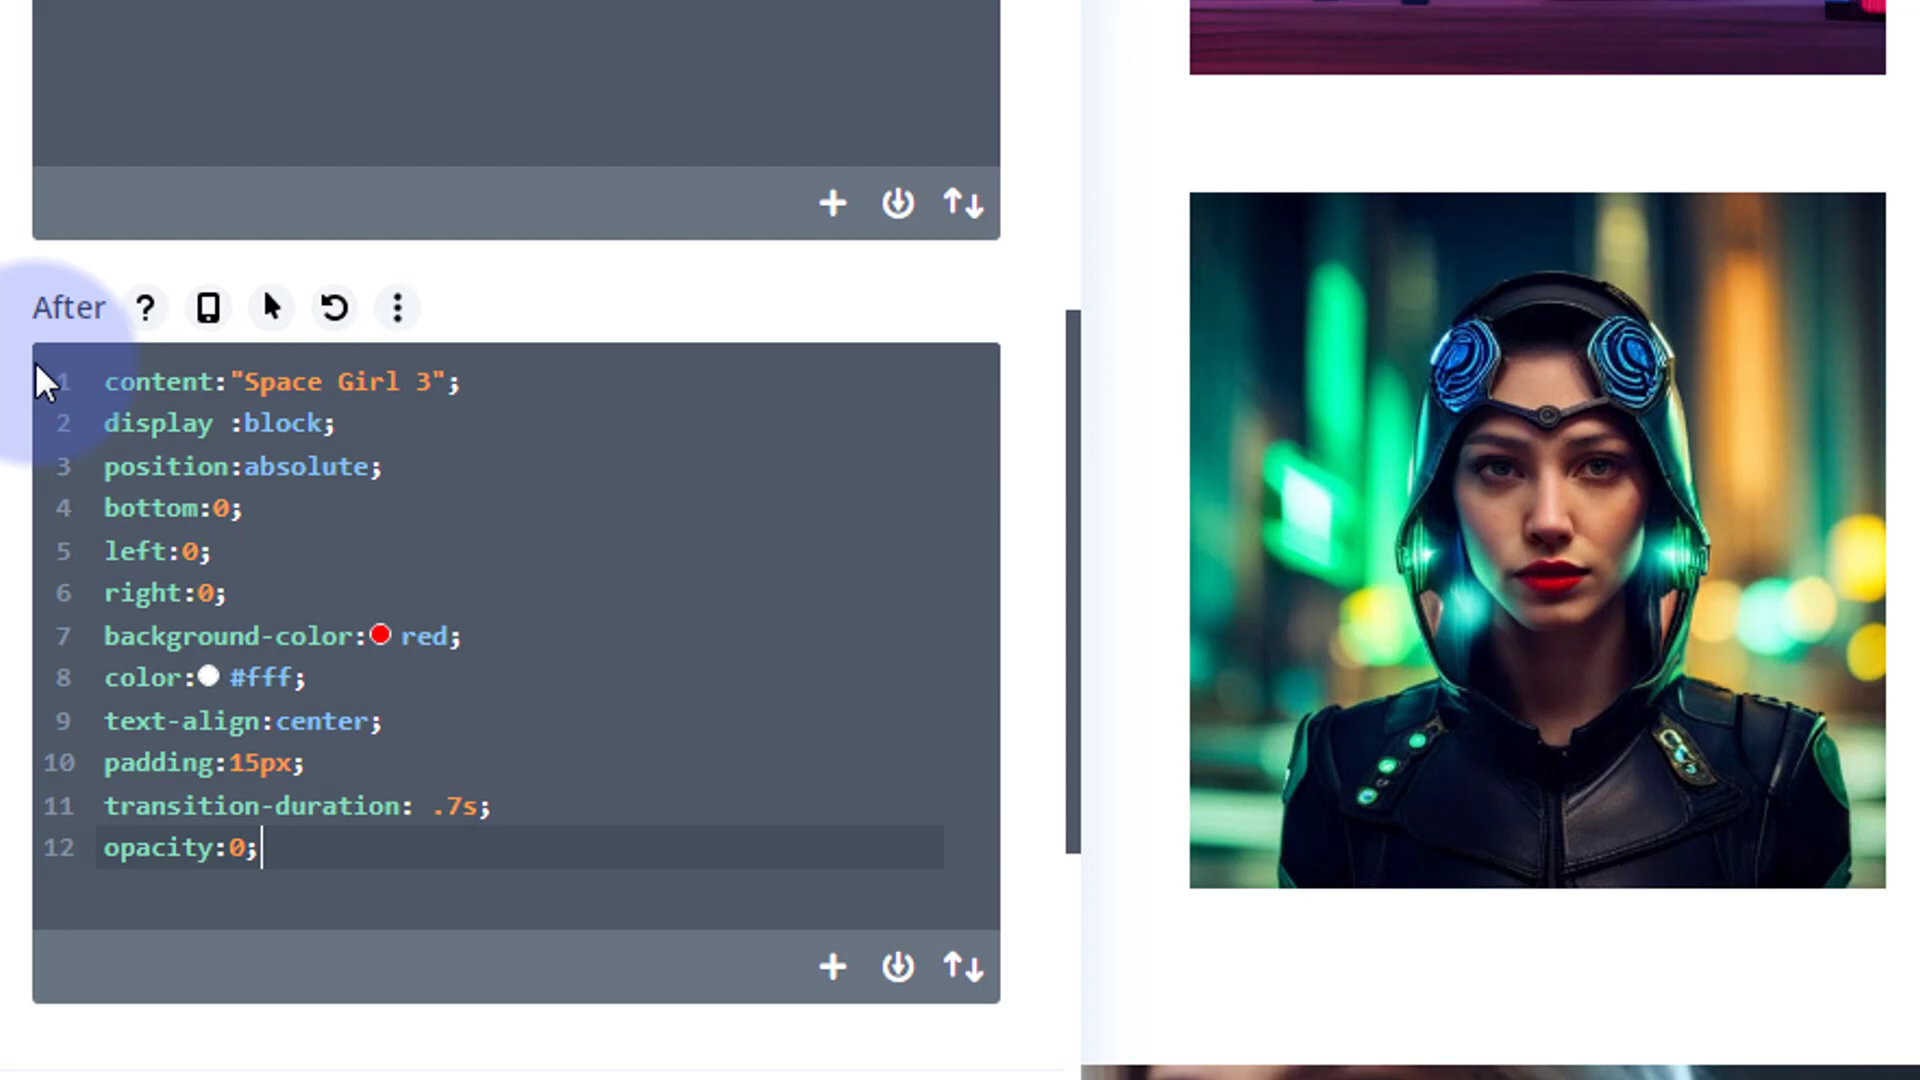 After ?
1 content:"Space Girl 3";
2 display :block;
3 position:absolute;
4 bottom:0;
5 left:0;
6 right:0;
7 background-color: red;
8 color: #fff;
9 text-align:center;
10 padding:15px;
11 transition-duration: .7s;
12 opacity:0;